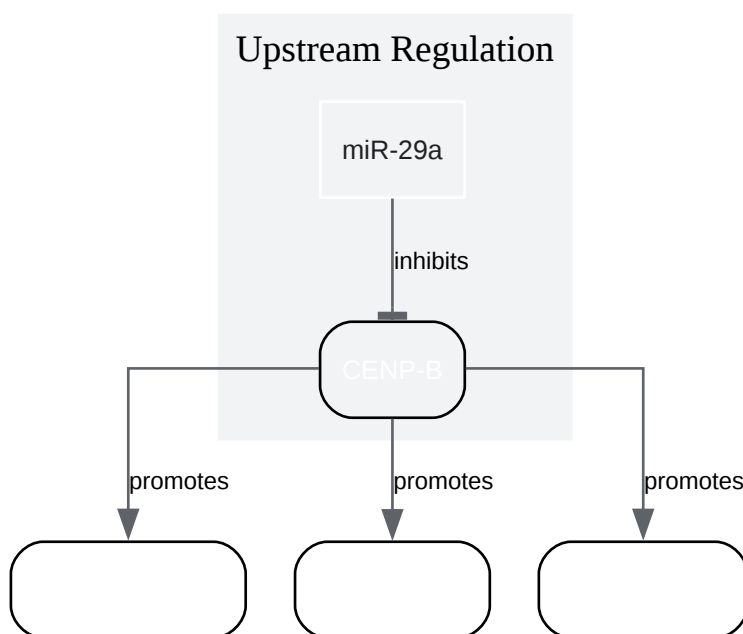 Upstream Regulation
miR-29a
inhibits
CENP-B
promotes
promotes
promotes